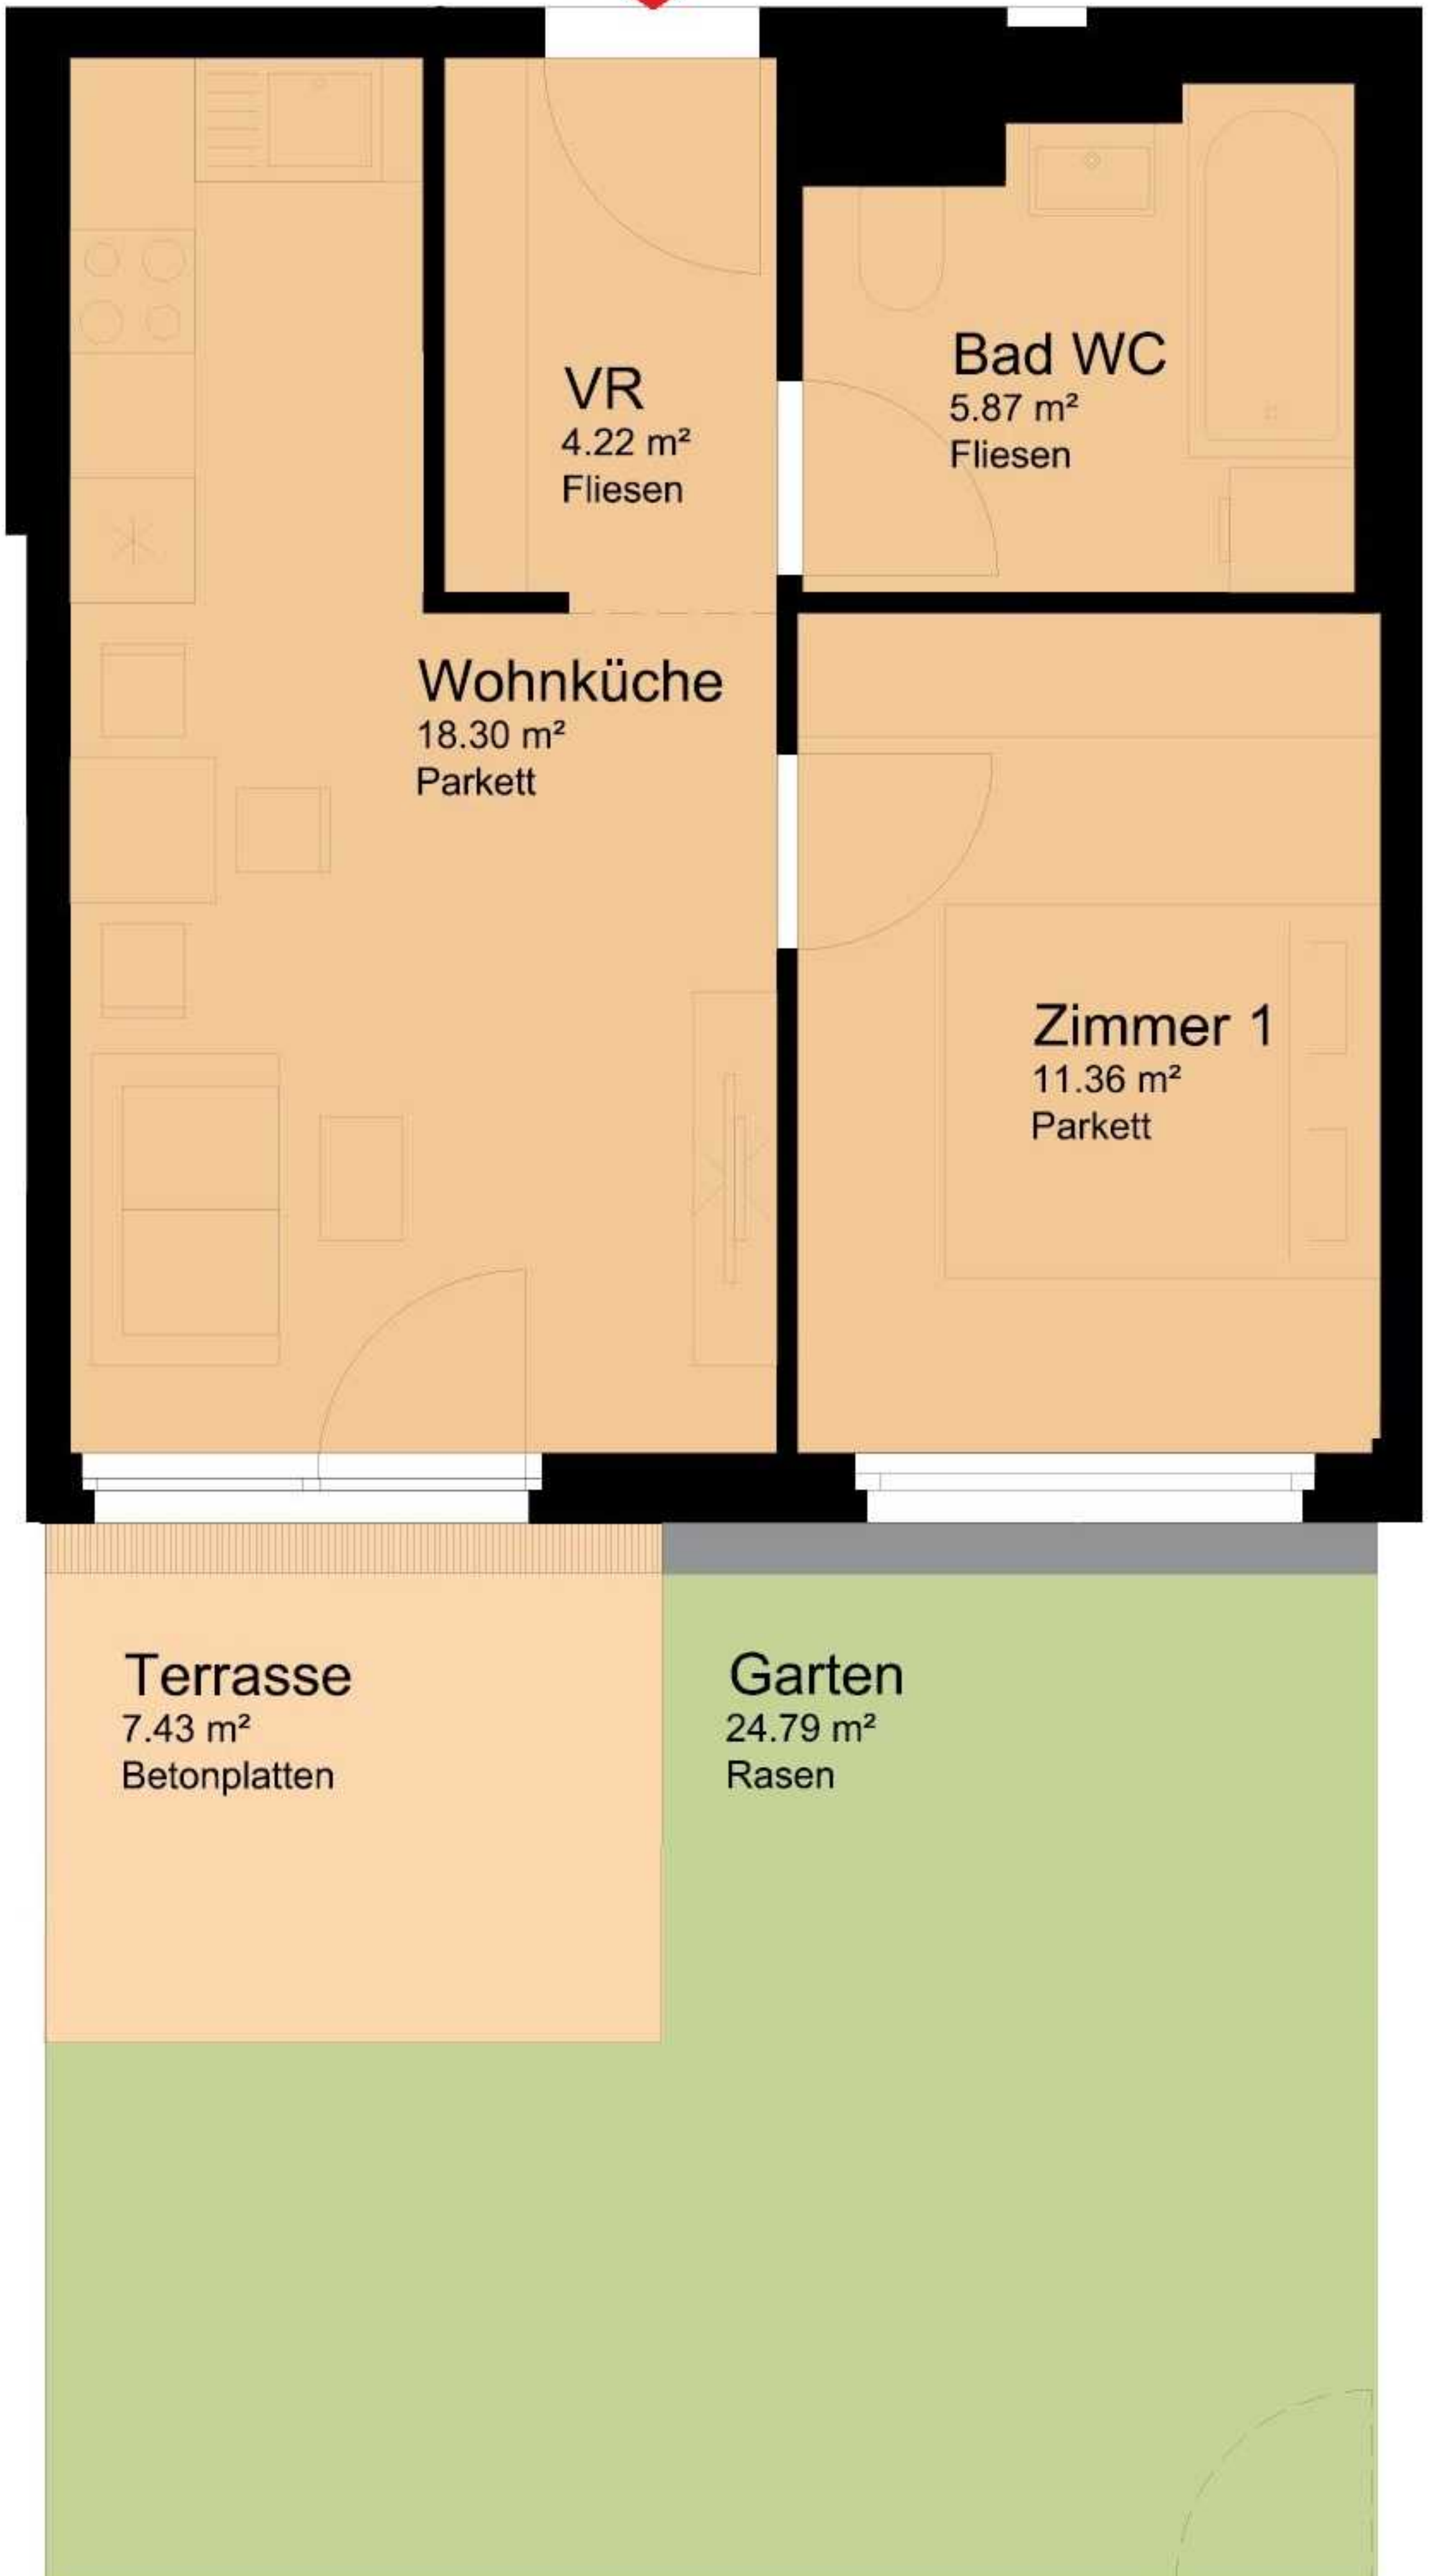 VR
4.22 m²
Fliesen
Bad WC
5.87 m²
Fliesen
Wohnküche
18.30 m²
Parkett
Zimmer 1
11.36 m²
Parkett
Terrasse
7.43 m²
Betonplatten
Garten
24.79 m²
Rasen